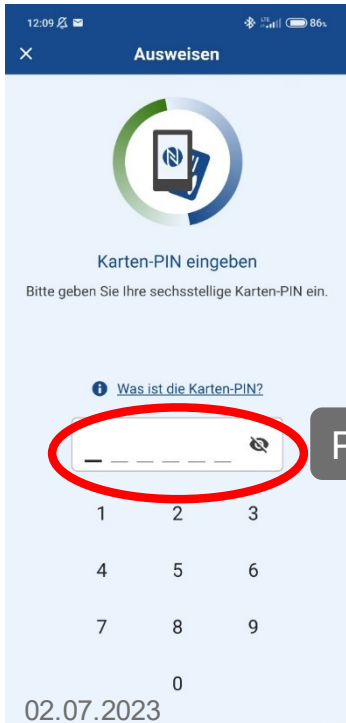 12:09 LTE 86%
Ausweisen
Karten-PIN eingeben
Bitte geben Sie Ihre sechsstellige Karten-PIN ein.
Was ist die Karten-PIN?
1 2 3
4 5 6
7 8 9
0
02.07.2023